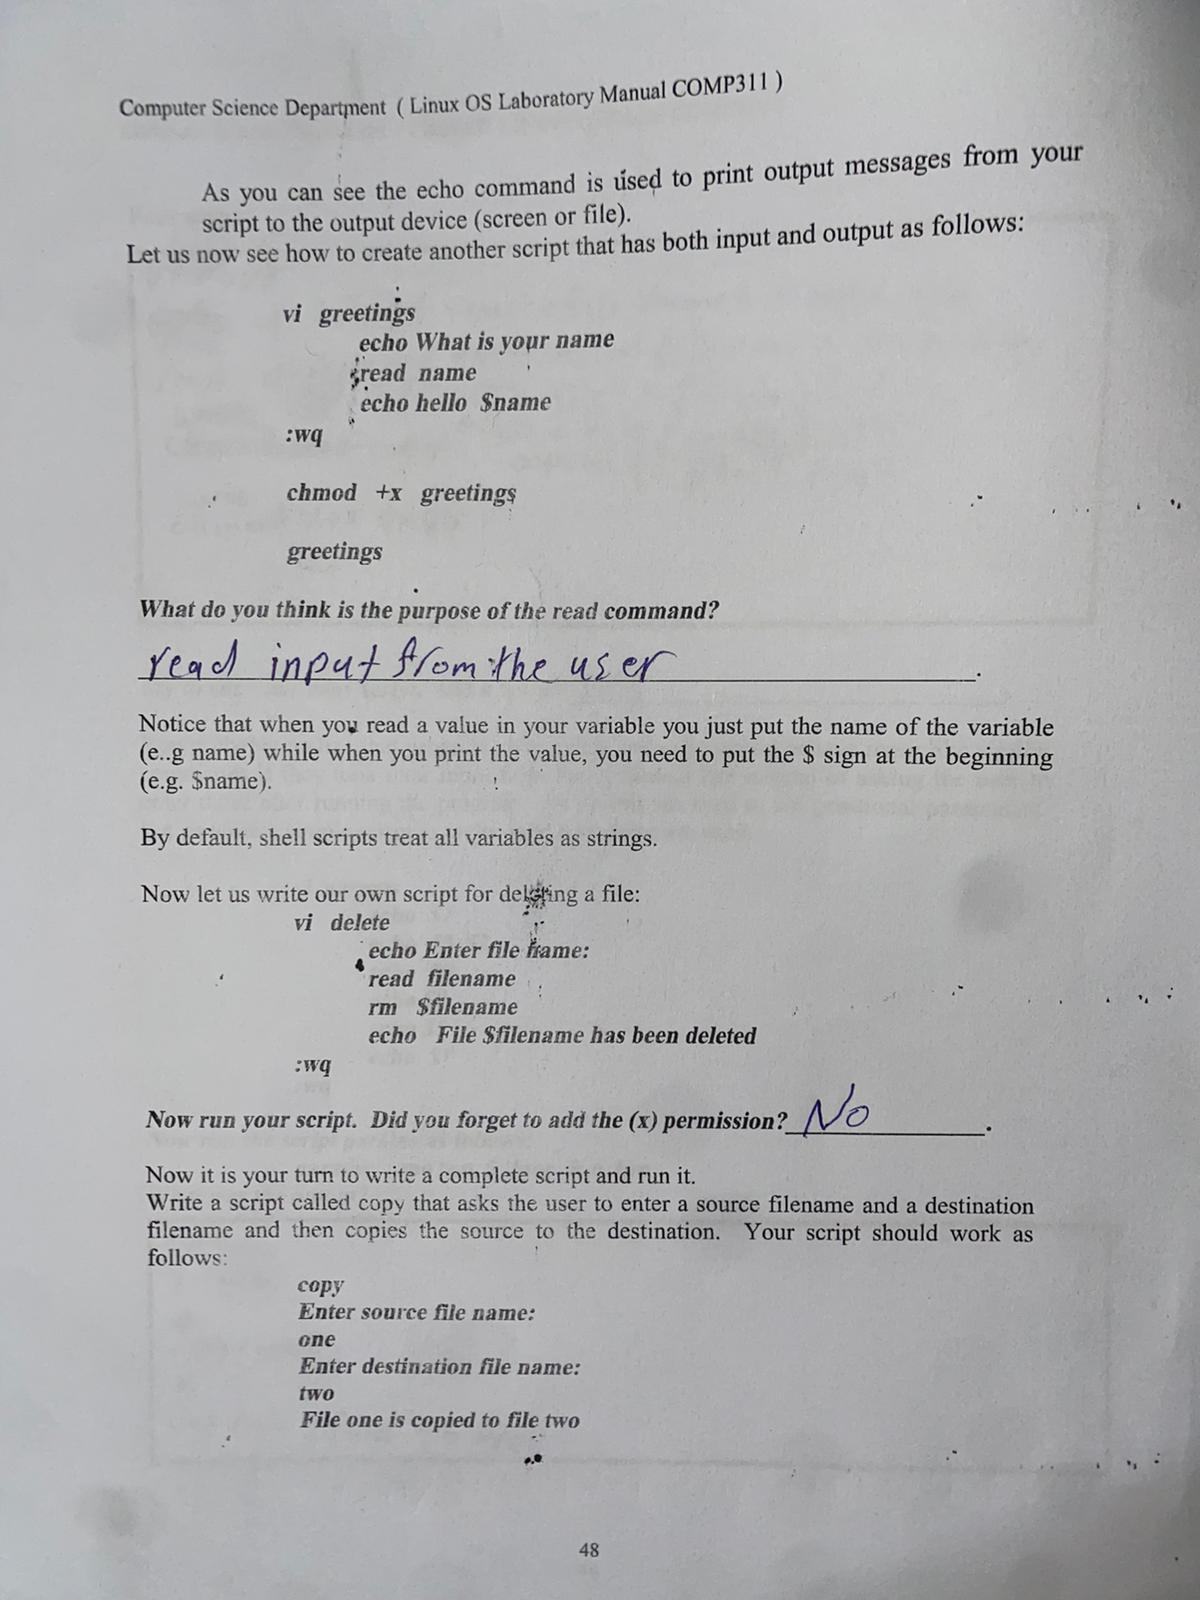 Computer Science Department ( Linux OS Laboratory Manual COMP311 )
As you can see the echo command is used to print output messages from your
script to the output device (screen or file).
Let us now see how to create another script that has both input and output as follows:
vi greetings
echo What is your name
read name
echo hello $name
:wq
chmod +x greetings
greetings
What do you think is the purpose of the read command?
read input from the user.
Notice that when you read a value in your variable you just put the name of the variable
(e..g name) while when you print the value, you need to put the $ sign at the beginning
(e.g. $name).
By default, shell scripts treat all variables as strings.
Now let us write our own script for deleting a file:
vi delete
echo Enter file name:
read filename
rm $filename
echo File $filename has been deleted
:wq
Now run your script. Did you forget to add the (x) permission? No.
Now it is your turn to write a complete script and run it.
Write a script called copy that asks the user to enter a source filename and a destination
filename and then copies the source to the destination. Your script should work as
follows:
copy
Enter source file name:
one
Enter destination file name:
two
File one is copied to file two
48